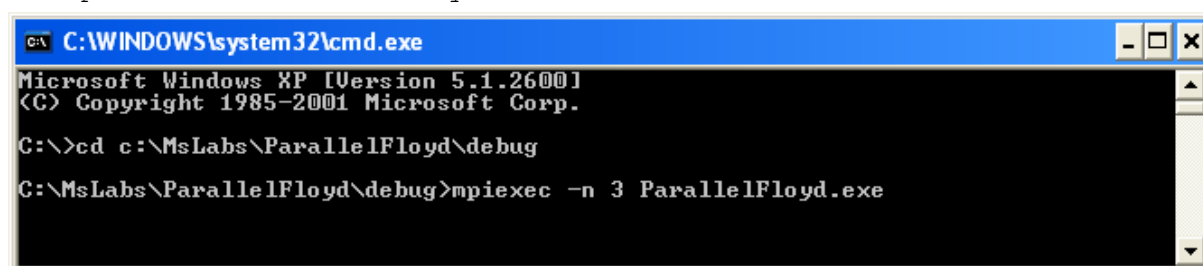 C:\WINDOWS\system32\cmd.exe
Microsoft Windows XP [Version 5.1.2600]
(C) Copyright 1985-2001 Microsoft Corp.
C:\>cd c:\MsLabs\ParallelFloyd\debug
C:\MsLabs\ParallelFloyd\debug>mpiexec -n 3 ParallelFloyd.exe